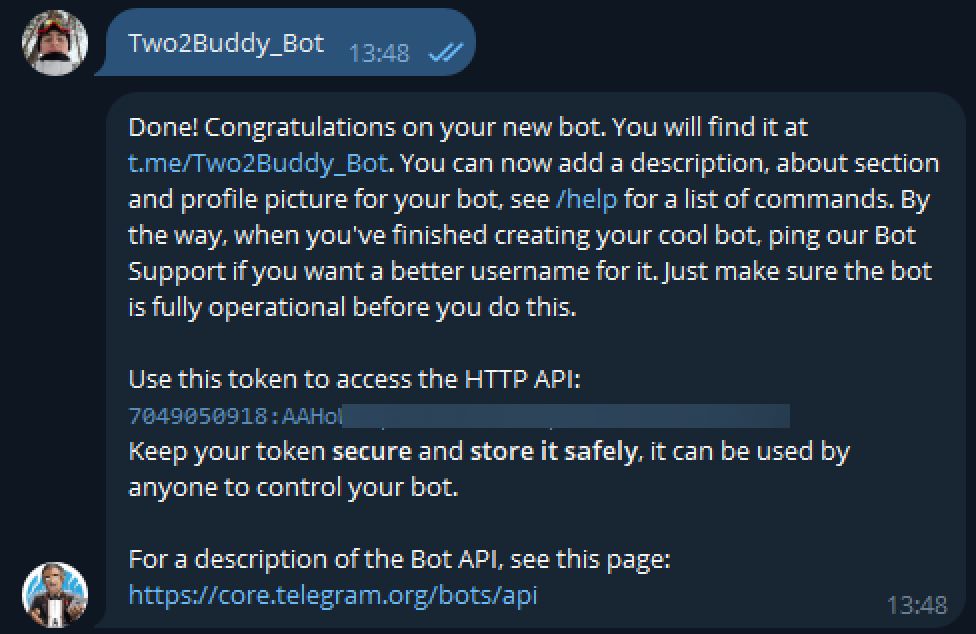 Two2Buddy_Bot 13:48
Done! Congratulations on your new bot. You will find it at
t.me/Two2Buddy_Bot. You can now add a description, about section
and profile picture for your bot, see /help for a list of commands. By
the way, when you've finished creating your cool bot, ping our Bot
Support if you want a better username for it. Just make sure the bot
is fully operational before you do this.
Use this token to access the HTTP API:
7049050918:AAHo
Keep your token secure and store it safely, it can be used by
anyone to control your bot.
For a description of the Bot API, see this page:
https://core.telegram.org/bots/api
13:48